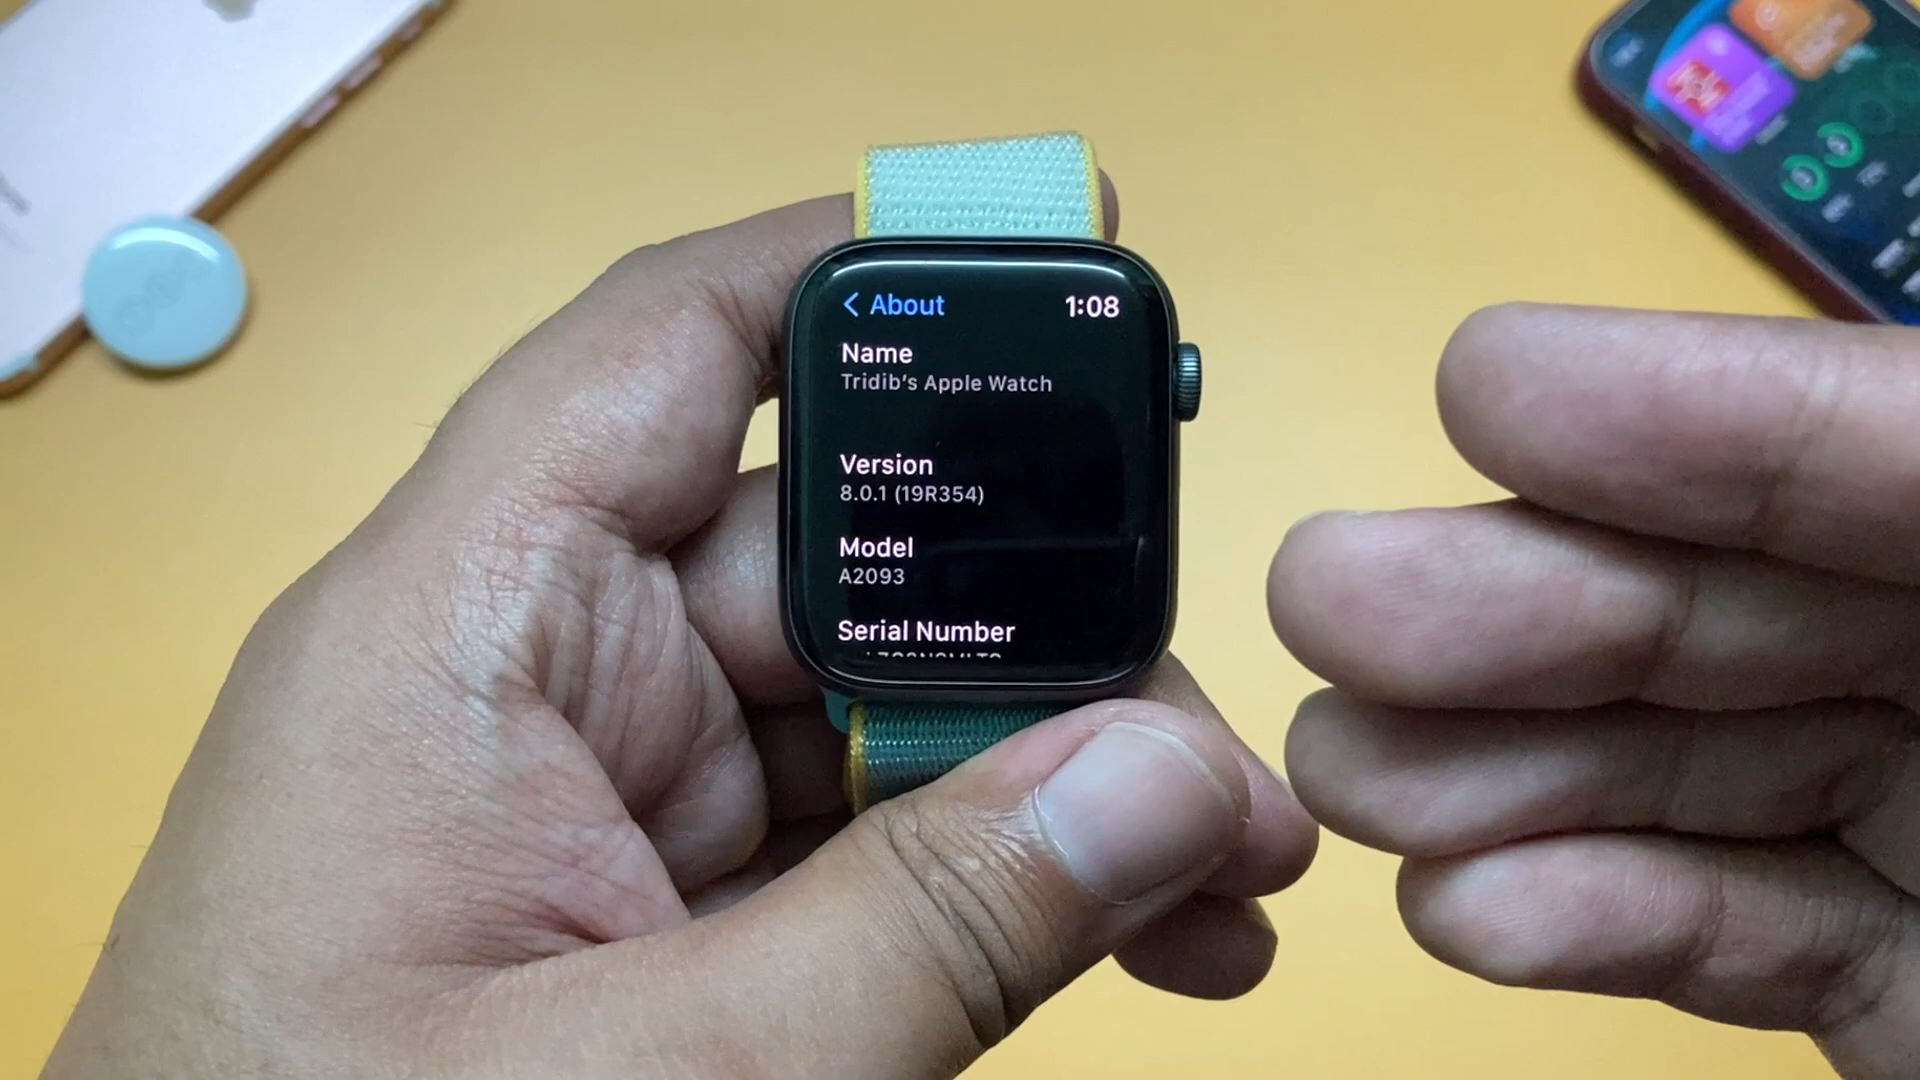 About
1:08
Name
Tridib's Apple Watch
Version
8.0.1 (19R354)
Model
A2093
Serial Number